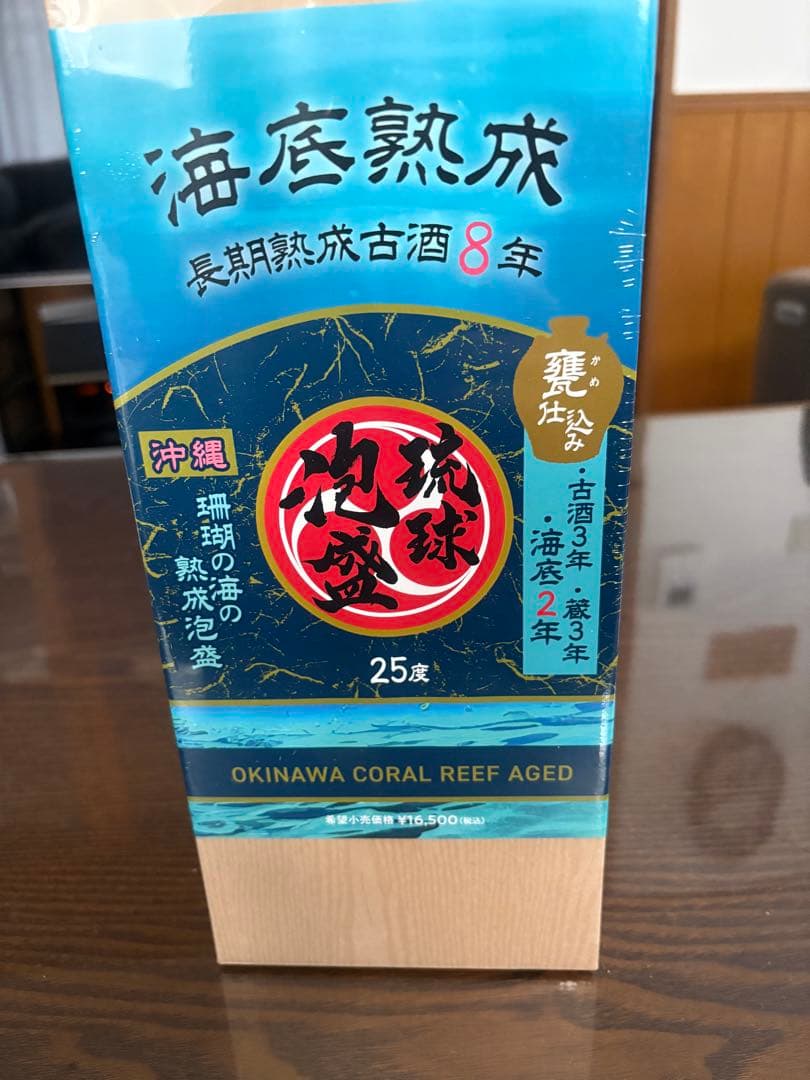 海底熟成
長期熟成古酒8年
甕仕込み
かめ
沖縄
珊瑚の海の
熟成泡盛
琉球
泡盛
・古酒3年・蔵3年
・海底2年
25度
OKINAWA CORAL REEF AGED
希望小売価格 ¥16,500(税込)